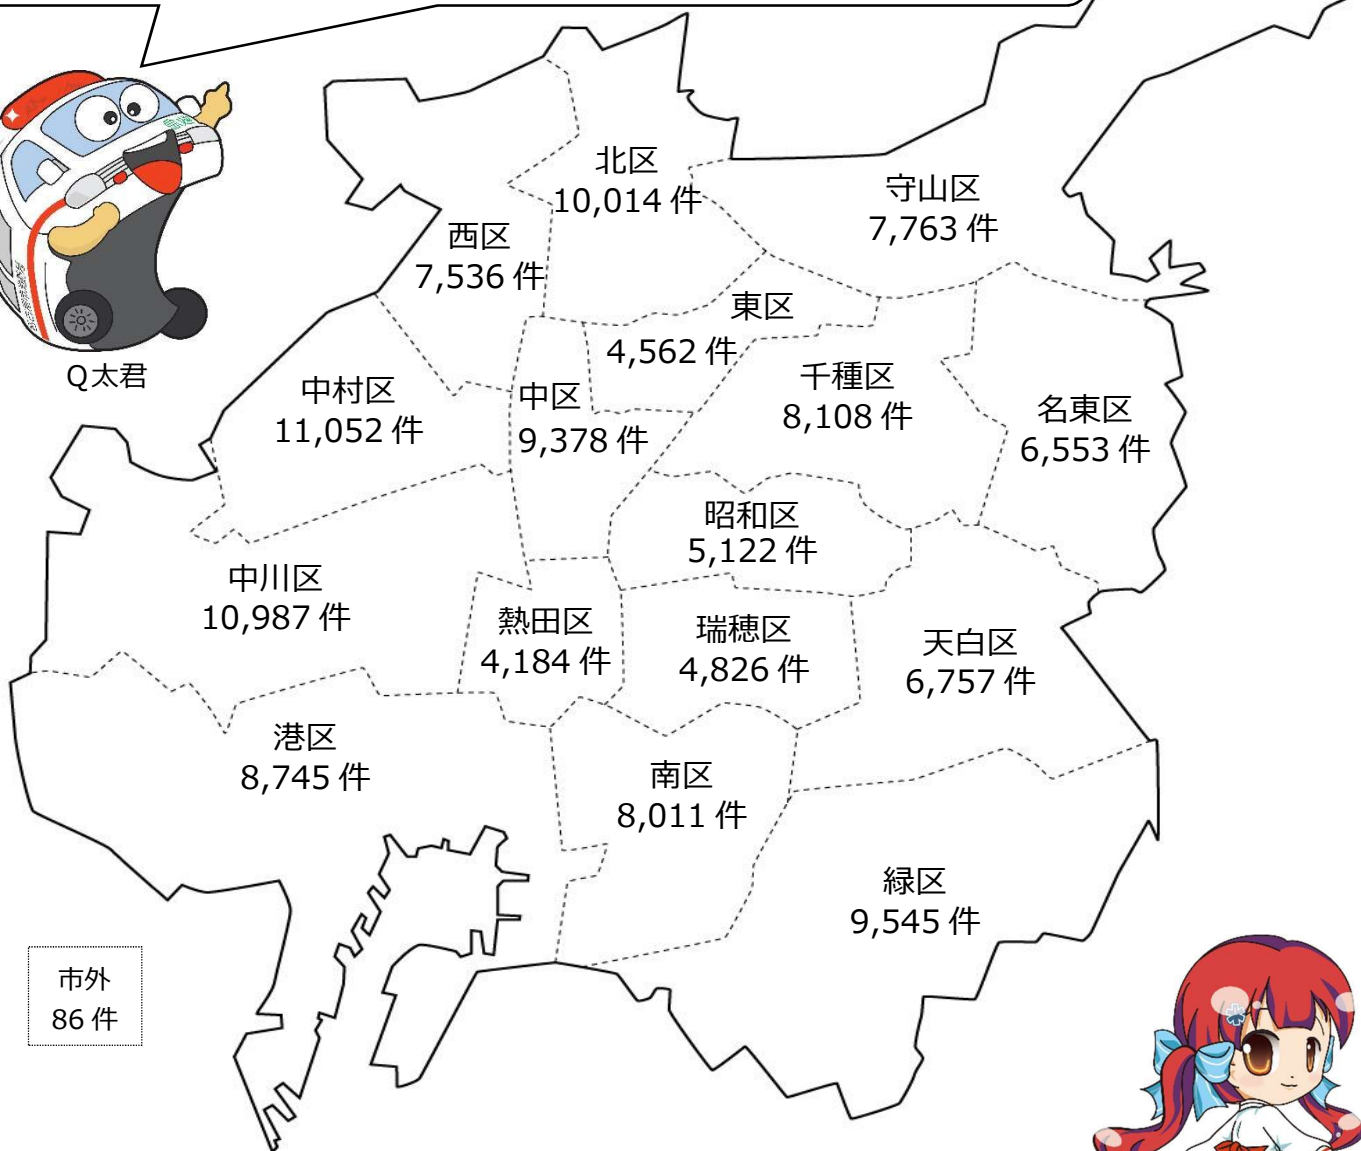 北区
10,014 件
守山区
7,763 件
西区
7,536 件
東区
4,562 件
Q太君
中村区
11,052 件
中区
9,378 件
千種区
8,108 件
名東区
6,553 件
昭和区
5,122 件
中川区
10,987 件
熱田区
4,184 件
瑞穂区
4,826 件
天白区
6,757 件
港区
8,745 件
南区
8,011 件
緑区
9,545 件
市外
86 件